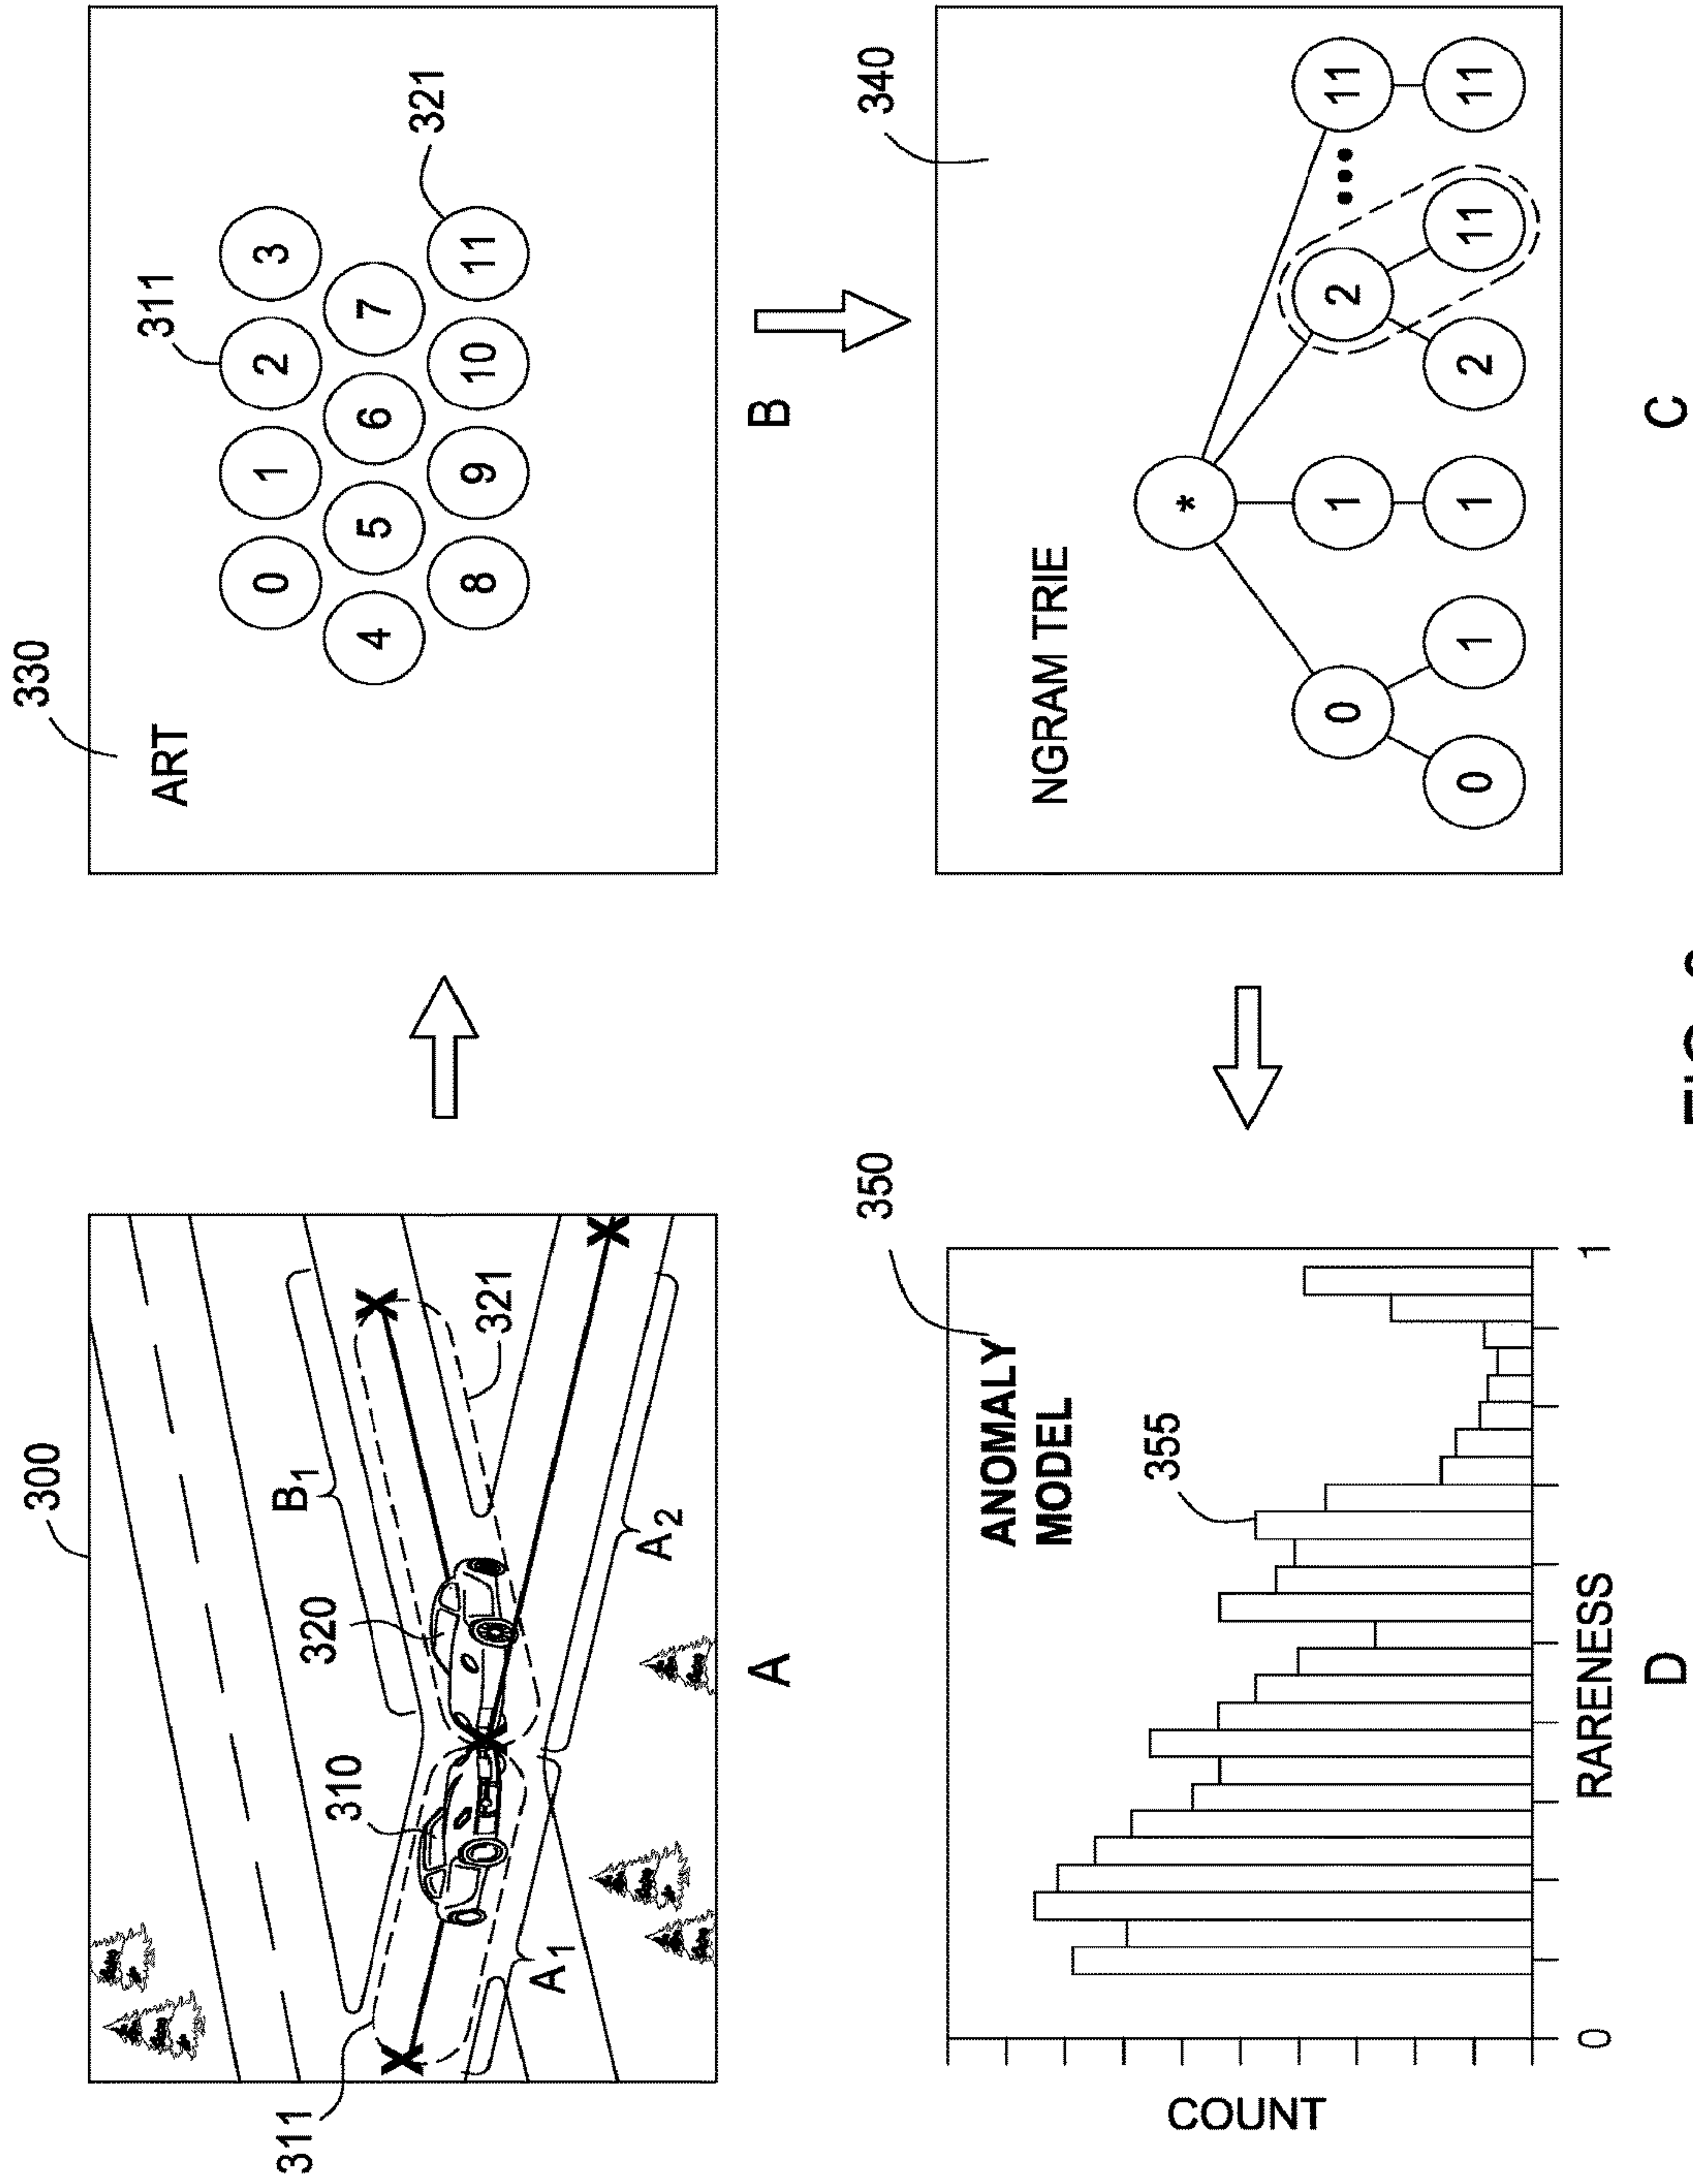 300
B1
320
310
311
321
A1
A2
A
330
ART
311
0 1 2 3
4 5 6 7
8 9 10 11
321
B
340
NGRAM TRIE
*
0 1 2 ••• 11
0 1 1 2 11 11
C
350
ANOMALY
MODEL
355
COUNT
0 1
RARENESS
D
FIG.